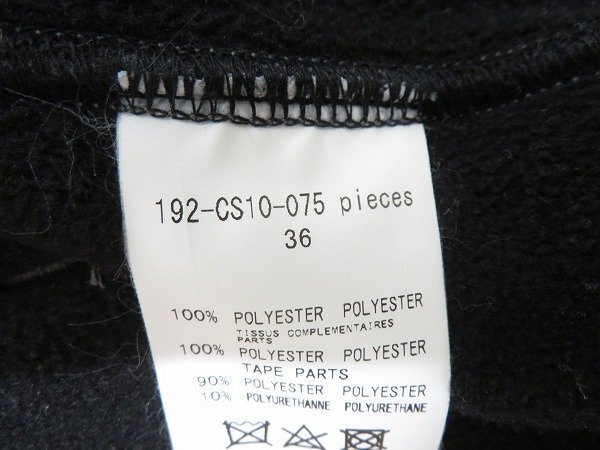 192-CS10-075 pieces
36
100% POLYESTER POLYESTER
TISSUS COMPLEMENTAIRES
PARTS
100% POLYESTER POLYESTER
TAPE PARTS
90% POLYESTER POLYESTER
10% POLYURETHANNE POLYURETHANE